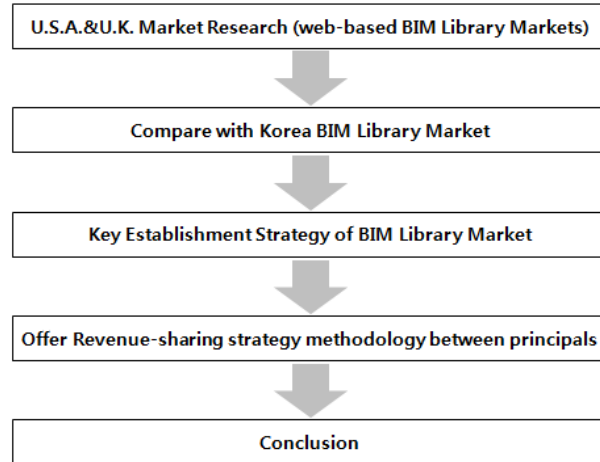 U.S.A.&U.K. Market Research (web-based BIM Library Markets)
Compare with Korea BIM Library Market
Key Establishment Strategy of BIM Library Market
Offer Revenue-sharing strategy methodology between principals
Conclusion